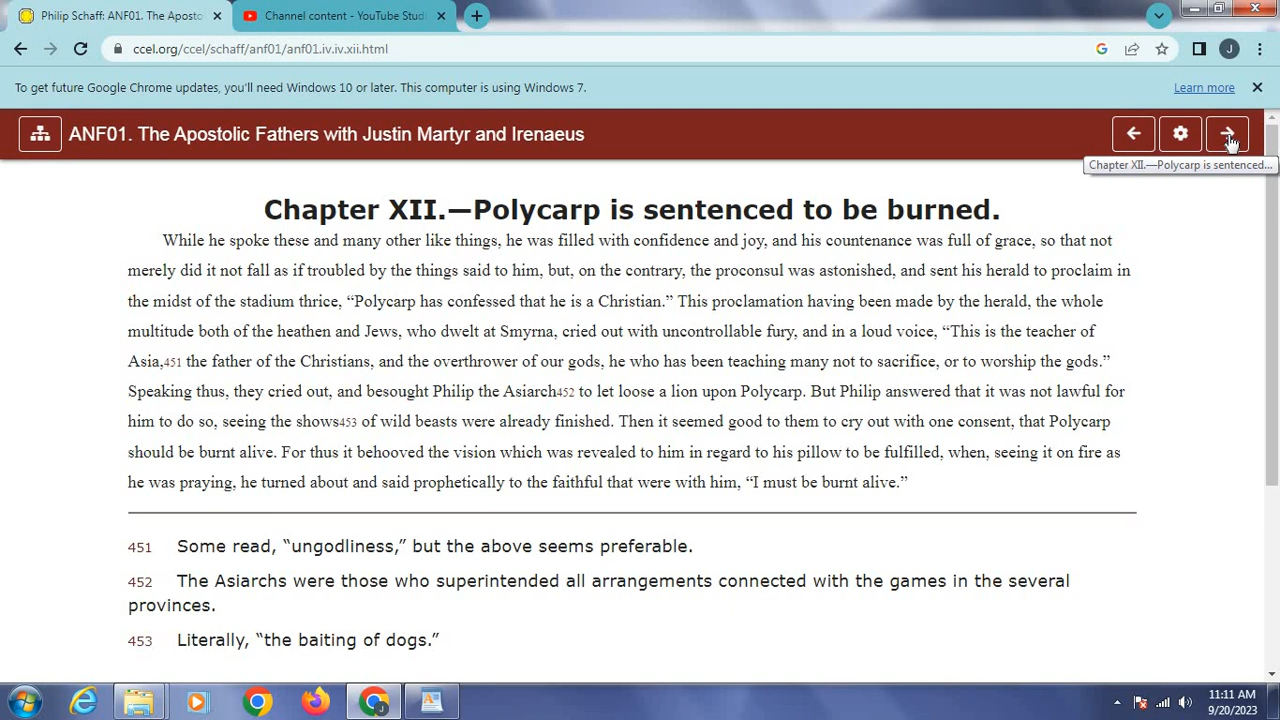 Philip Schaff: ANF01. The Aposto
Channel content - YouTube Studi
ccel.org/ccel/schaff/anf01/anf01.iv.iv.xii.html
J
To get future Google Chrome updates, you'll need Windows 10 or later. This computer is using Windows 7.
Learn more
ANF01. The Apostolic Fathers with Justin Martyr and Irenaeus
Chapter XII.—Polycarp is sentenced...
Chapter XII.—Polycarp is sentenced to be burned.
While he spoke these and many other like things, he was filled with confidence and joy, and his countenance was full of grace, so that not
merely did it not fall as if troubled by the things said to him, but, on the contrary, the proconsul was astonished, and sent his herald to proclaim in
the midst of the stadium thrice, “Polycarp has confessed that he is a Christian.” This proclamation having been made by the herald, the whole
multitude both of the heathen and Jews, who dwelt at Smyrna, cried out with uncontrollable fury, and in a loud voice, “This is the teacher of
Asia,451 the father of the Christians, and the overthrower of our gods, he who has been teaching many not to sacrifice, or to worship the gods.”
Speaking thus, they cried out, and besought Philip the Asiarch452 to let loose a lion upon Polycarp. But Philip answered that it was not lawful for
him to do so, seeing the shows453 of wild beasts were already finished. Then it seemed good to them to cry out with one consent, that Polycarp
should be burnt alive. For thus it behooved the vision which was revealed to him in regard to his pillow to be fulfilled, when, seeing it on fire as
he was praying, he turned about and said prophetically to the faithful that were with him, “I must be burnt alive.”
451 Some read, “ungodliness,” but the above seems preferable.
452 The Asiarchs were those who superintended all arrangements connected with the games in the several
provinces.
453 Literally, “the baiting of dogs.”
11:11 AM
9/20/2023